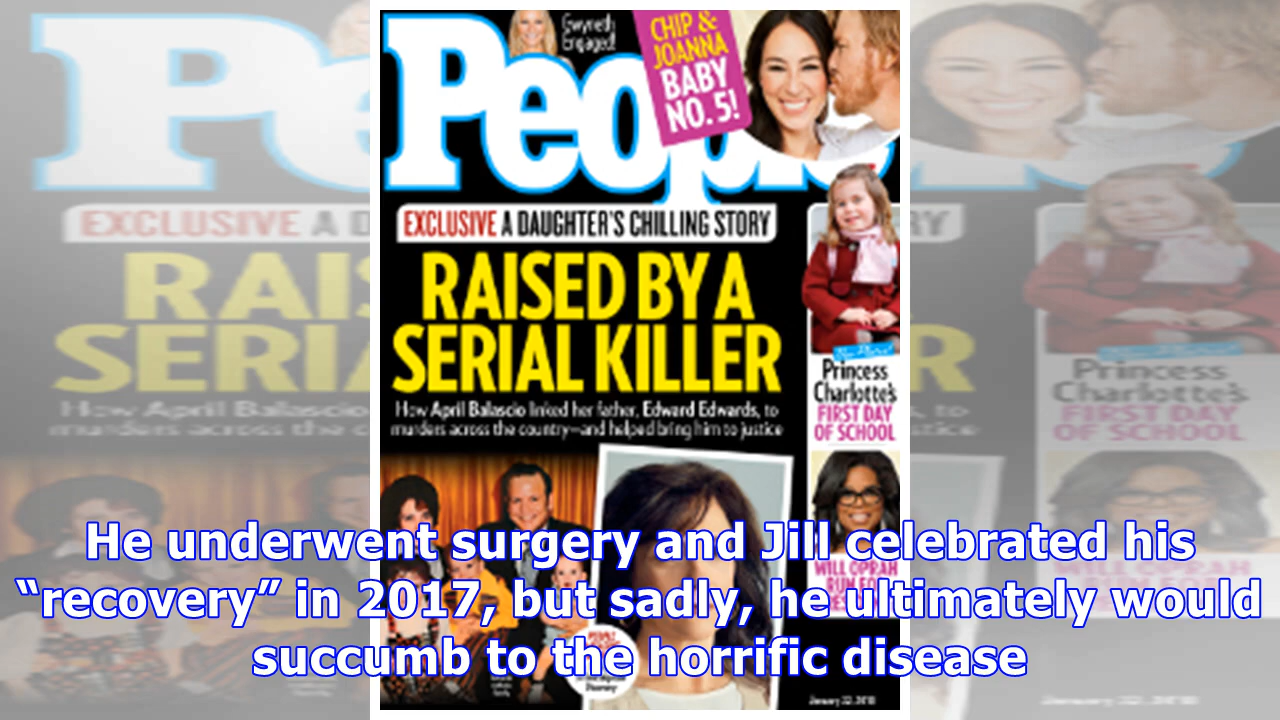 Gwyneth
Engaged!
CHIP &
JOANNA
BABY
NO. 5!
People
EXCLUSIVE A DAUGHTER'S CHILLING STORY
RAISED BY A
SERIAL KILLER
How April Balascio linked her father, Edward Edwards, to
murders across the country—and helped bring him to justice
Princess
Charlotte's
FIRST DAY
OF SCHOOL
WILL OPRAH
RUN FOR
He underwent surgery and Jill celebrated his
“recovery” in 2017, but sadly, he ultimately would
succumb to the horrific disease